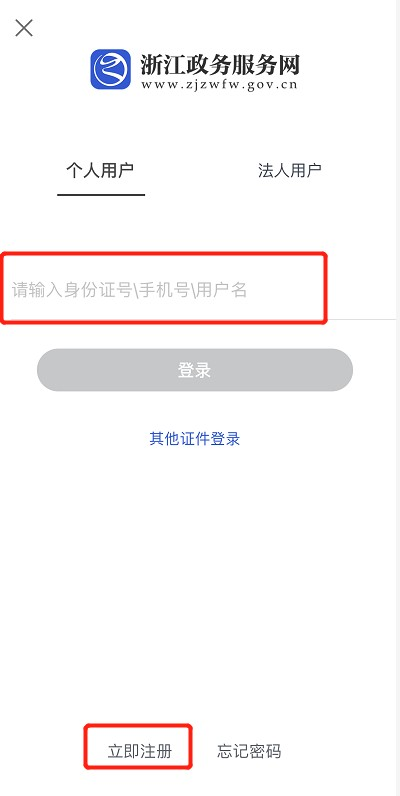 浙江政务服务网
www.zjzwfw.gov.cn
个人用户 法人用户
请输入身份证号\手机号\用户名
登录
其他证件登录
立即注册 忘记密码